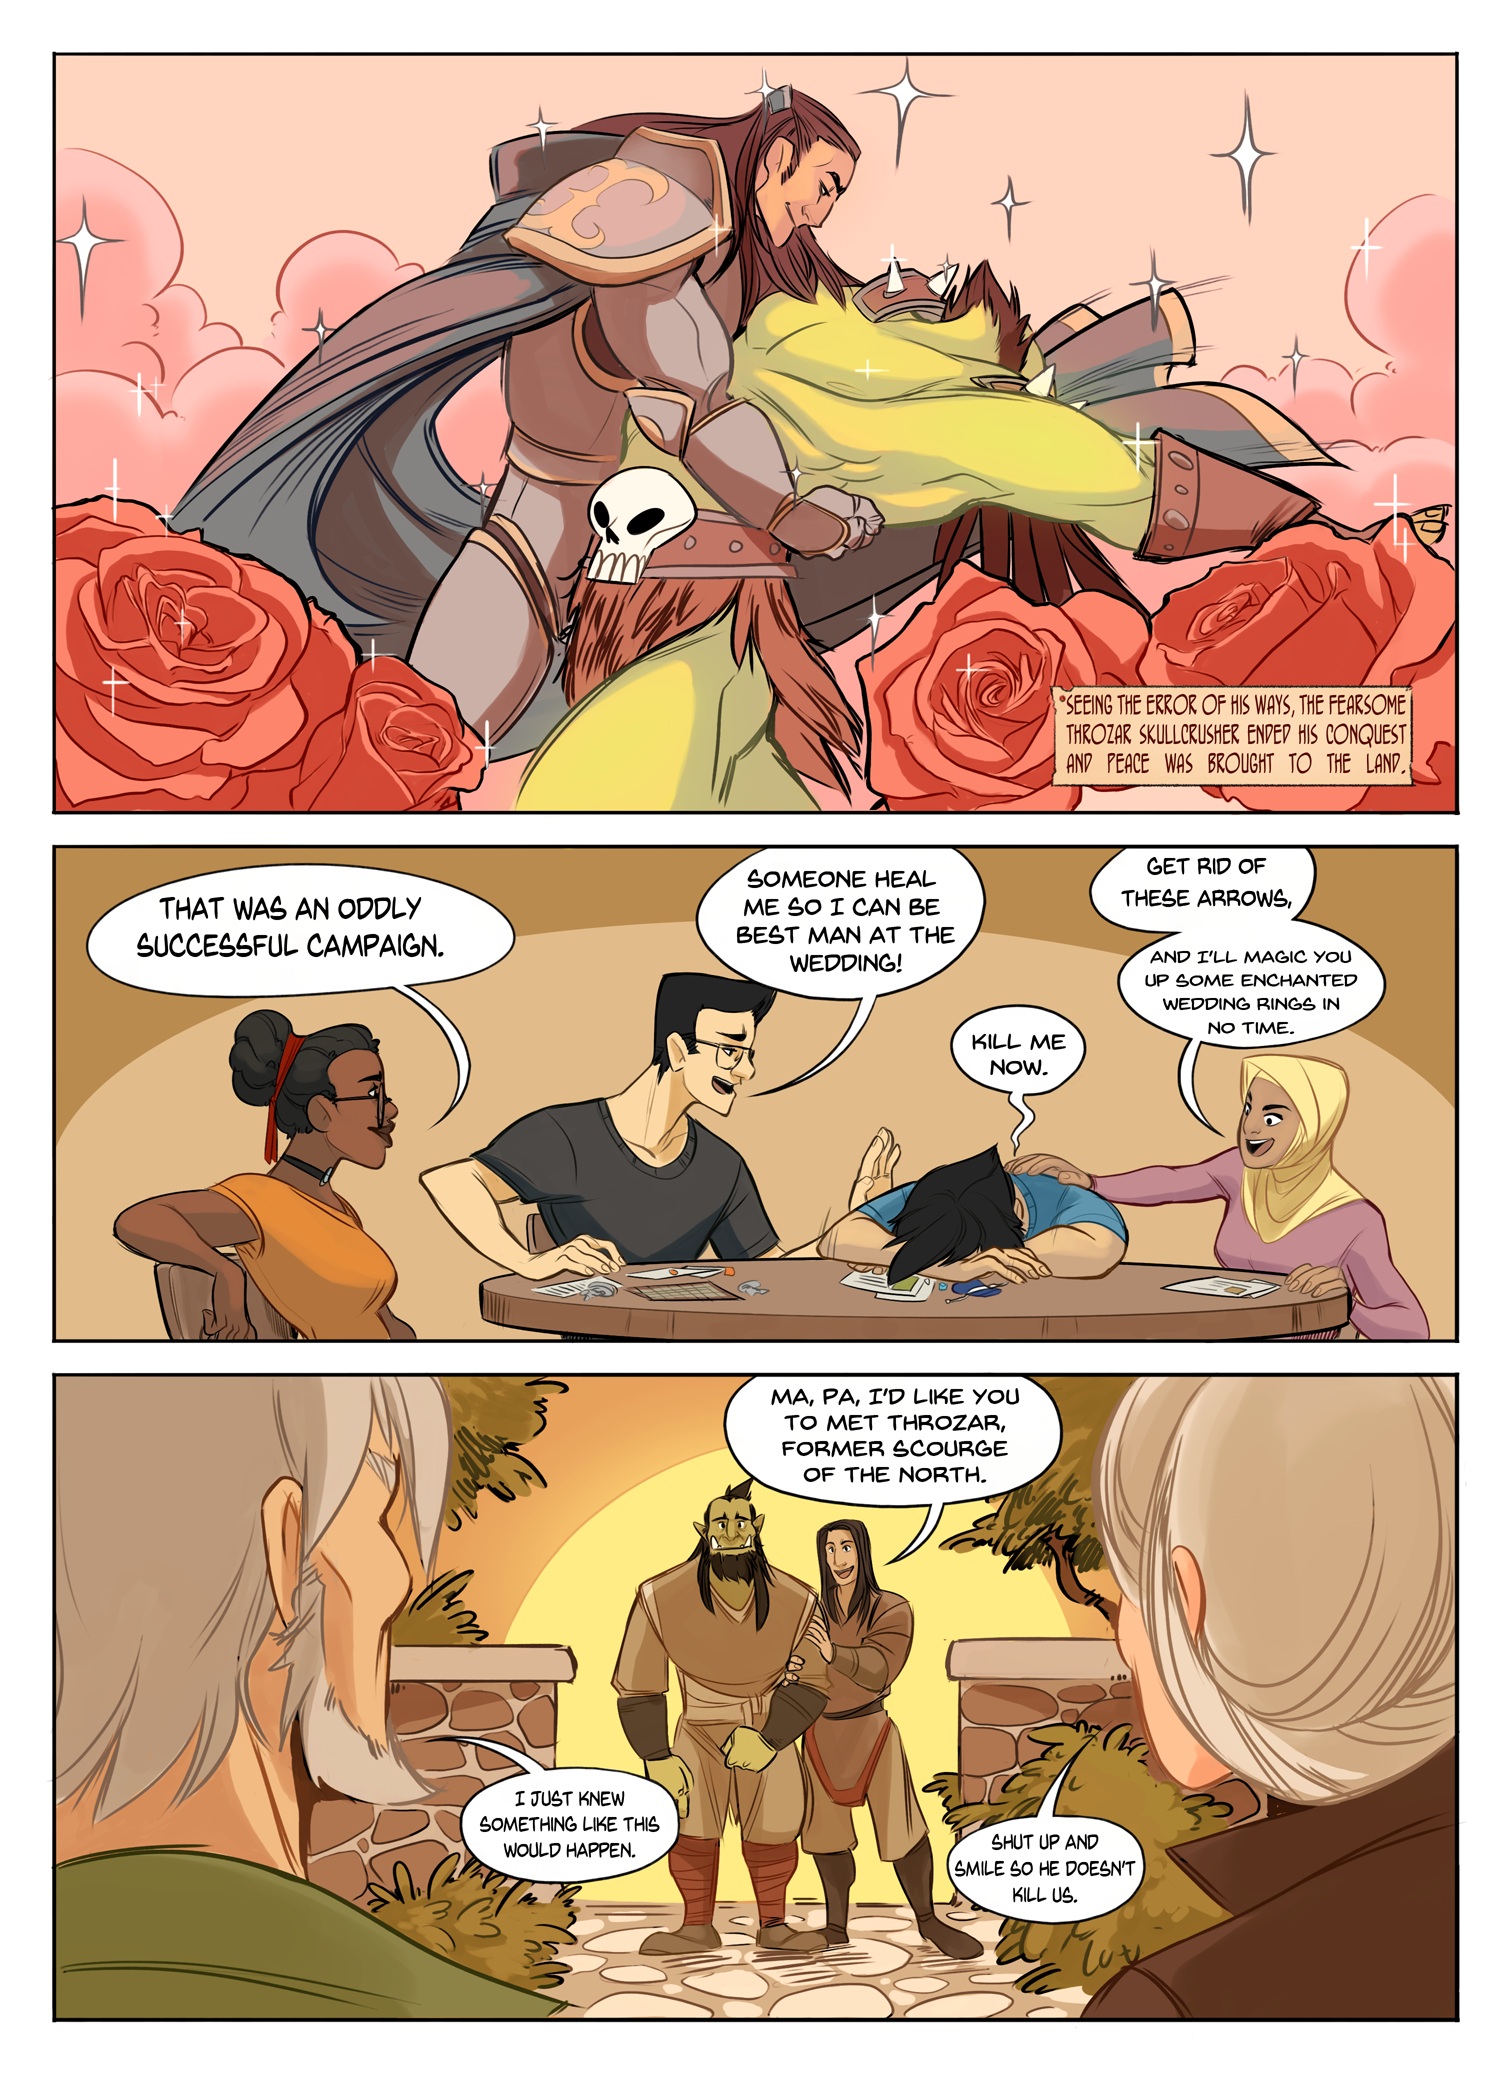 *SEEING THE ERROR OF HIS WAYS, THE FEARSOME
THROZAR SKULLCRUSHER ENDED HIS CONQUEST
AND PEACE WAS BROUGHT TO THE LAND.
THAT WAS AN ODDLY
SUCCESSFUL CAMPAIGN.
SOMEONE HEAL
ME SO I CAN BE
BEST MAN AT THE
WEDDING!
KILL ME
NOW.
GET RID OF
THESE ARROWS,
AND I'LL MAGIC YOU
UP SOME ENCHANTED
WEDDING RINGS IN
NO TIME.
MA, PA, I'D LIKE YOU
TO MET THROZAR,
FORMER SCOURGE
OF THE NORTH.
I JUST KNEW
SOMETHING LIKE THIS
WOULD HAPPEN.
SHUT UP AND
SMILE SO HE DOESN'T
KILL US.